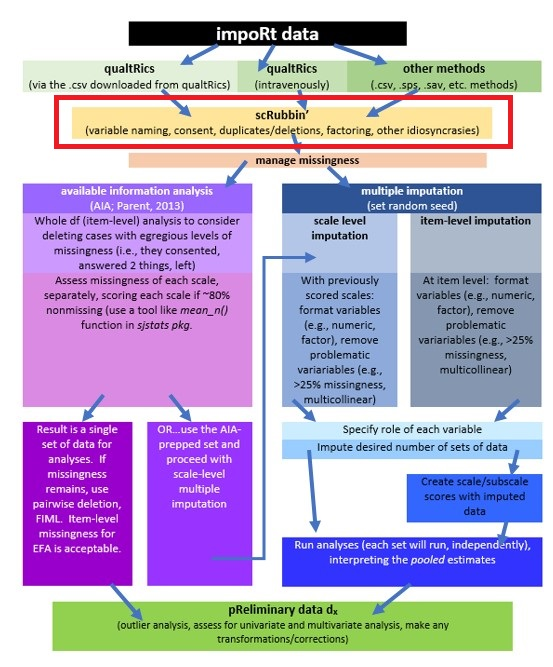 impoRt data
qualtRics
(via the .csv downloaded from qualtRics)
qualtRics
(intravenously)
other methods
(.csv, .sps, .sav, etc. methods)
scRubbin’
(variable naming, consent, duplicates/deletions, factoring, other idiosyncrasies)
manage missingness
available information analysis
(AIA; Parent, 2013)
Whole df (item-level) analysis to consider
deleting cases with egregious levels of
missingness (i.e., they consented,
answered 2 things, left)
Assess missingness of each scale,
separately, scoring each scale if ~80%
nonmissing (use a tool like mean_n()
function in sjstats pkg.
Result is a single
set of data for
analyses. If
missingness
remains, use
pairwise deletion,
FIML. Item-level
missingness for
EFA is acceptable.
OR…use the AIA-
prepped set and
proceed with
scale-level
multiple
imputation
multiple imputation
(set random seed)
scale level
imputation
With previously
scored scales:
format variables
(e.g., numeric,
factor), remove
problematic
varariables (e.g.,
>25% missingness,
multicollinear)
item-level imputation
At item level: format
variables (e.g., numeric,
factor), remove
problematic
varariables (e.g., >25%
missingness,
multicollinear)
Specify role of each variable
Impute desired number of sets of data
Create scale/subscale
scores with imputed
data
Run analyses (each set will run, independently),
interpreting the pooled estimates
pReliminary data dx
(outlier analysis, assess for univariate and multivariate analysis, make any
transformations/corrections)